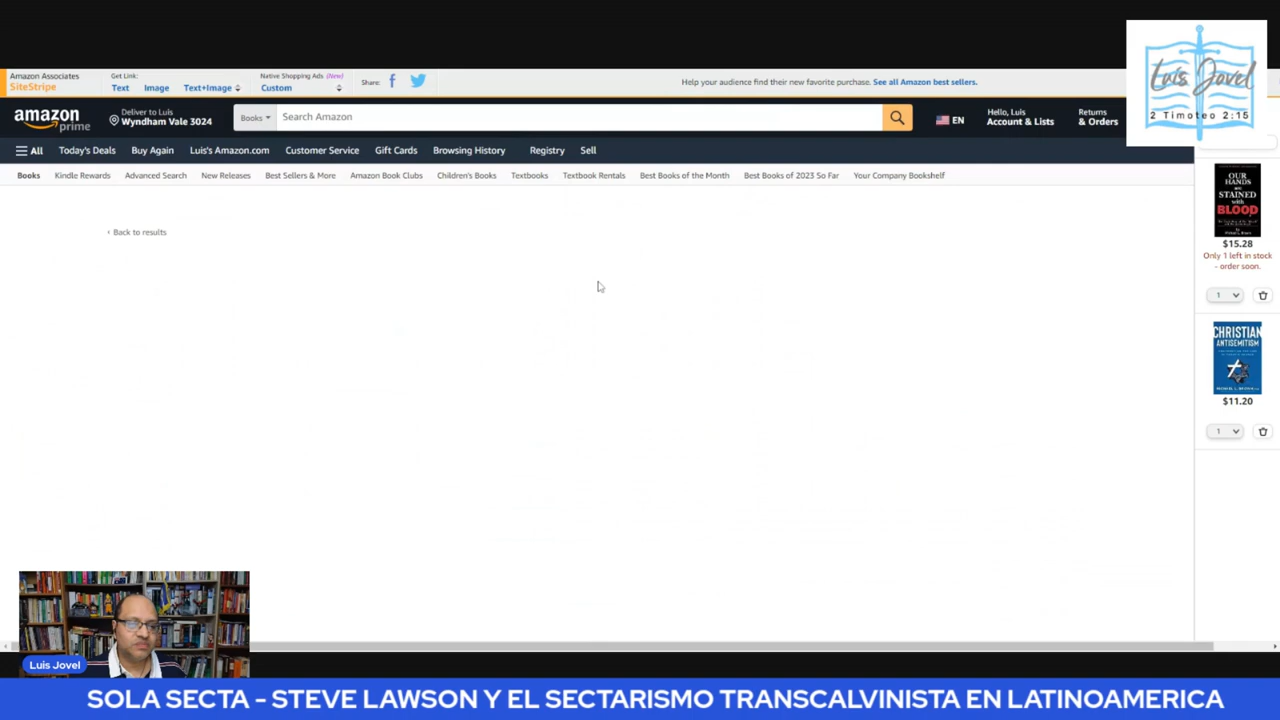 Luis Jovel
2 Timoteo 2:15
Amazon Associates
SiteStripe
Get Link:
Text Image Text+Image
Native Shopping Ads (New)
Custom
Share:
Help your audience find their new favorite purchase. See all Amazon best sellers.
amazon
prime
Deliver to Luis
Wyndham Vale 3024
Books
Search Amazon
EN
Hello, Luis
Account & Lists
Returns
& Orders
All Today's Deals Buy Again Luis's Amazon.com Customer Service Gift Cards Browsing History Registry Sell
Books Kindle Rewards Advanced Search New Releases Best Sellers & More Amazon Book Clubs Children's Books Textbooks Textbook Rentals Best Books of the Month Best Books of 2023 So Far Your Company Bookshelf
‹ Back to results
OUR
HANDS
are
STAINED
with
BLOOD
$15.28
Only 1 left in stock
- order soon.
1
CHRISTIAN
ANTISEMITISM
$11.20
1
Luis Jovel
SOLA SECTA - STEVE LAWSON Y EL SECTARISMO TRANSCALVINISTA EN LATINOAMERICA